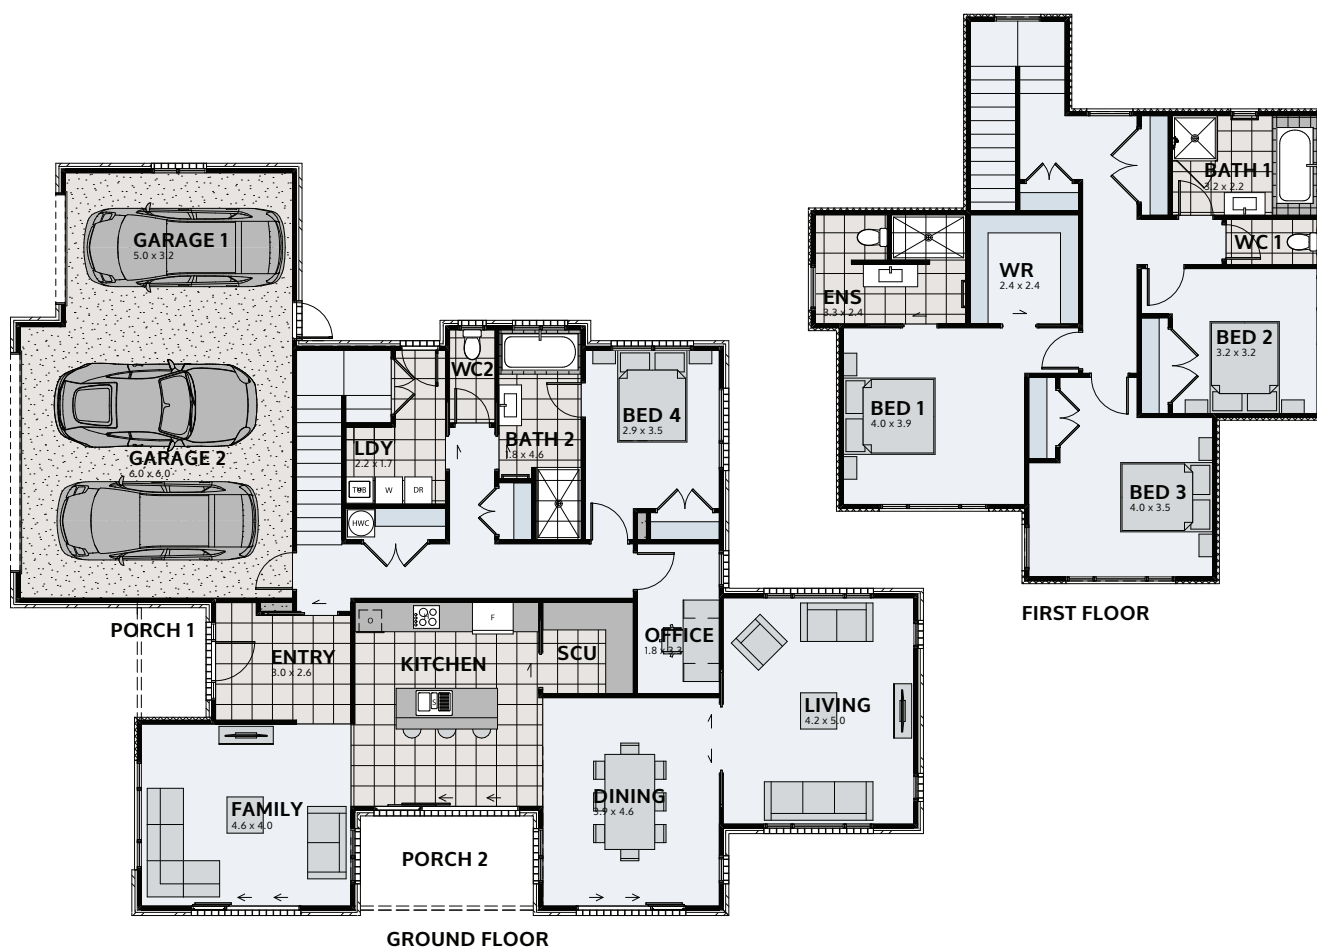 GARAGE 1
5.0 x 3.2
GARAGE 2
6.0 x 6.0
LDY
2.2 x 1.7
TUB
W
DR
HWC
WC2
BATH 2
1.8 x 4.6
BED 4
2.9 x 3.5
PORCH 1
ENTRY
3.0 x 2.6
O
F
KITCHEN
SCU
OFFICE
1.8 x 3.3
LIVING
4.2 x 5.0
FAMILY
4.6 x 4.0
DINING
3.9 x 4.6
PORCH 2
GROUND FLOOR
BATH 1
3.2 x 2.2
WC 1
ENS
3.3 x 2.4
WR
2.4 x 2.4
BED 1
4.0 x 3.9
BED 2
3.2 x 3.2
BED 3
4.0 x 3.5
FIRST FLOOR